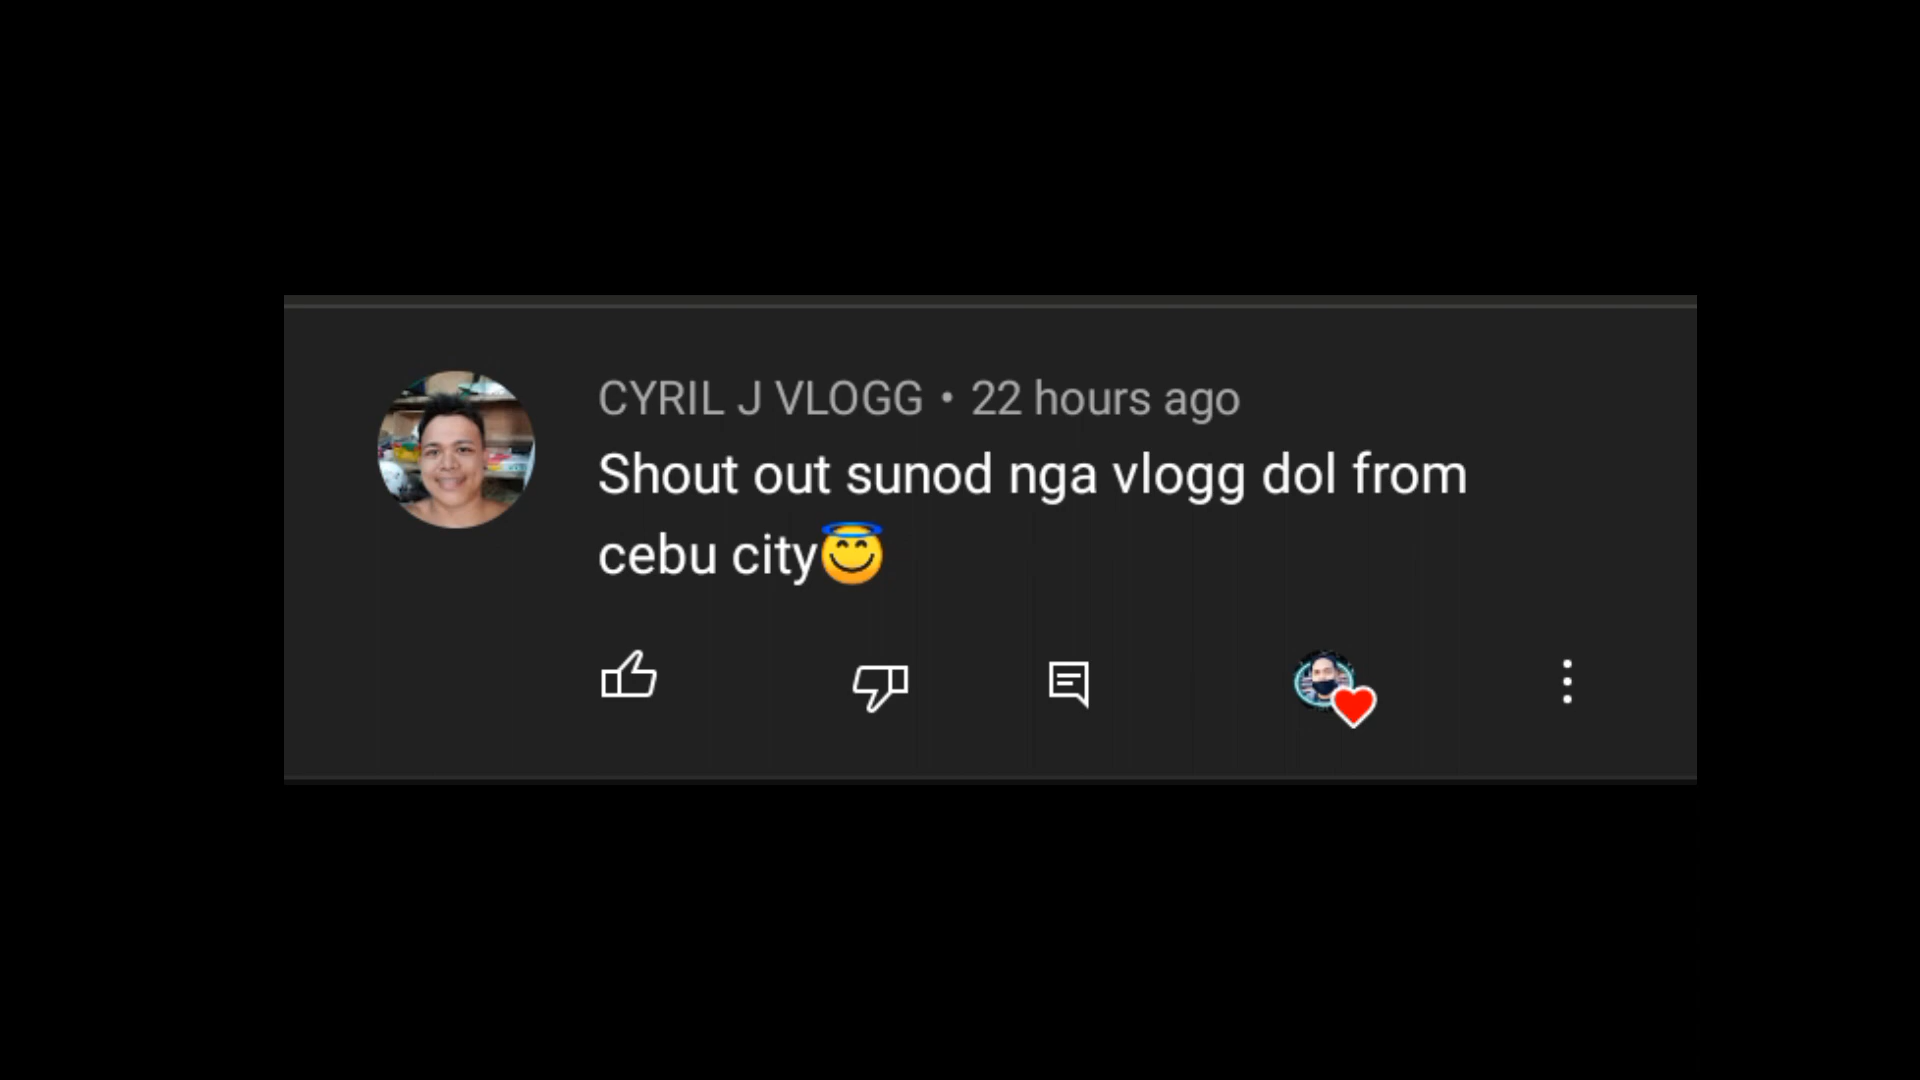 CYRIL J VLOGG • 22 hours ago
Shout out sunod nga vlogg dol from
cebu city😇